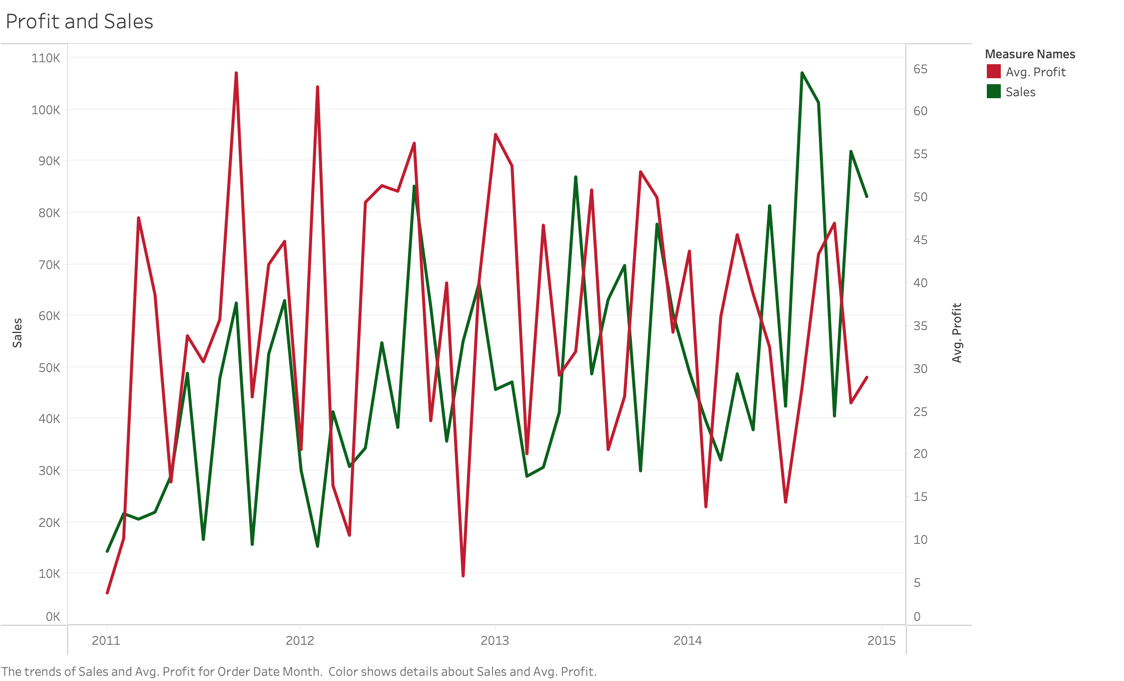 Profit and Sales
Measure Names
Avg. Profit
Sales
110K
100K
90K
80K
70K
60K
50K
40K
30K
20K
10K
0K
Sales
65
60
55
50
45
40
35
30
25
20
15
10
5
0
Avg. Profit
2011
2012
2013
2014
2015
The trends of Sales and Avg. Profit for Order Date Month. Color shows details about Sales and Avg. Profit.